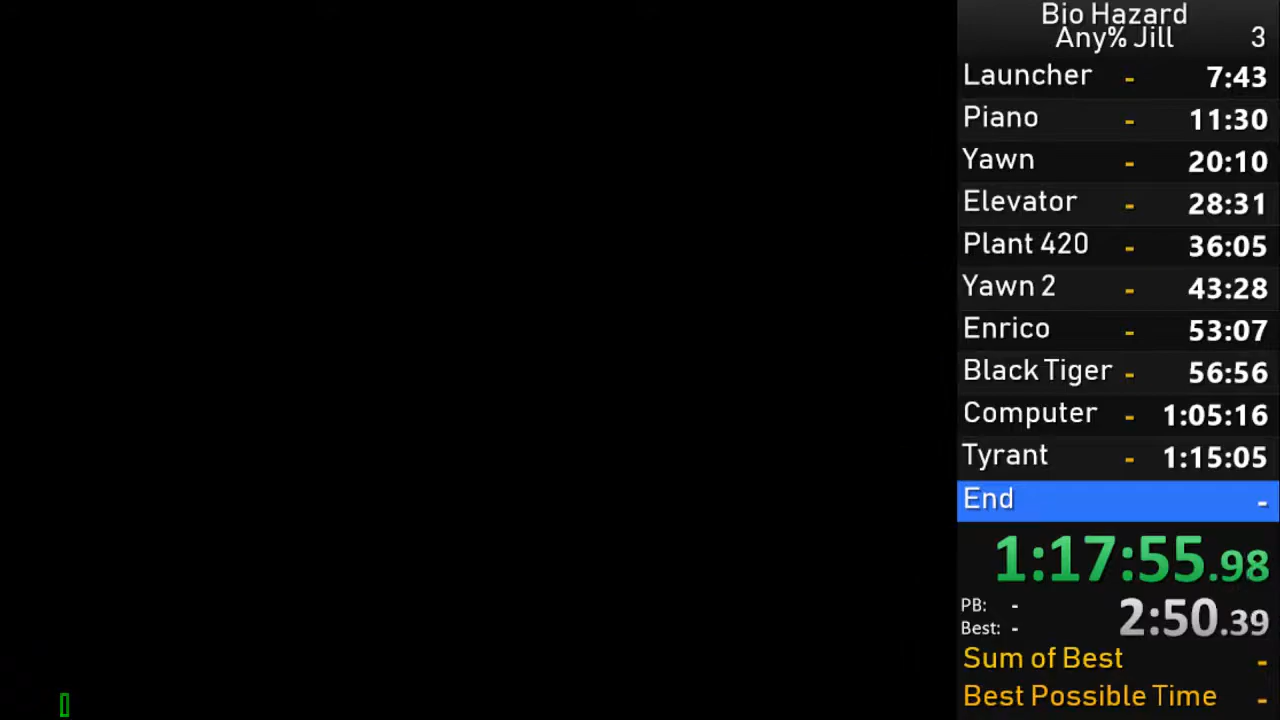 Bio Hazard
Any% Jill 3
Launcher - 7:43
Piano - 11:30
Yawn - 20:10
Elevator - 28:31
Plant 420 - 36:05
Yawn 2 - 43:28
Enrico - 53:07
Black Tiger - 56:56
Computer - 1:05:16
Tyrant - 1:15:05
End -
1:17:55.98
PB: -
Best: -
2:50.39
Sum of Best -
Best Possible Time -